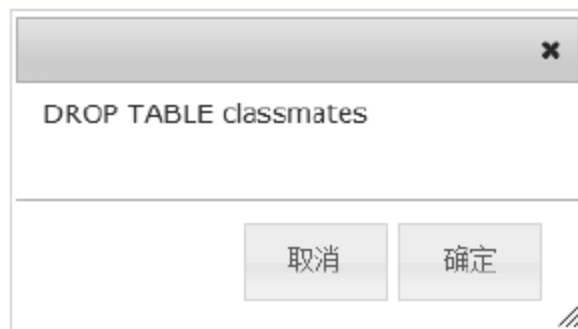 DROP TABLE classmates
取消 确定